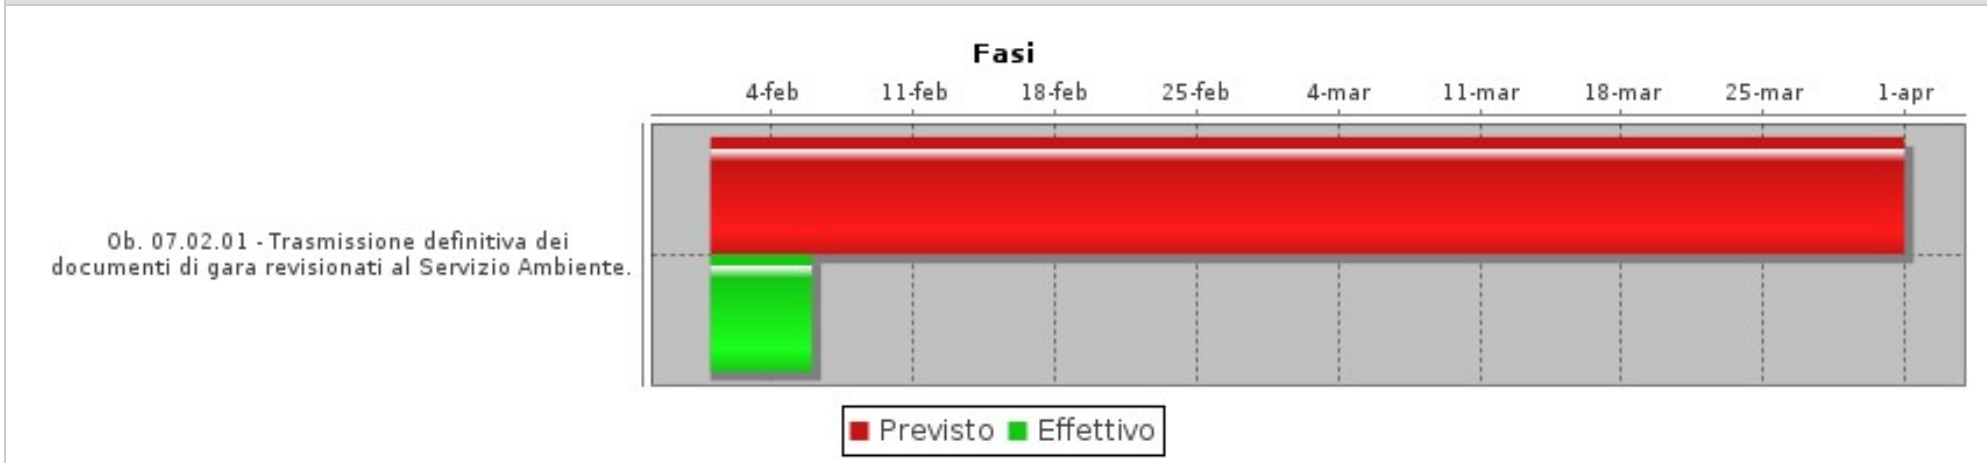 Fasi
4-feb 11-feb 18-feb 25-feb 4-mar 11-mar 18-mar 25-mar 1-apr
Ob. 07.02.01 - Trasmissione definitiva dei
documenti di gara revisionati al Servizio Ambiente.
Previsto Effettivo